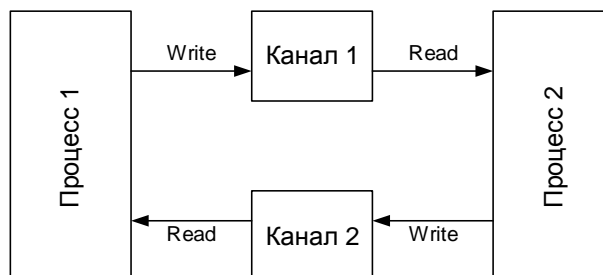 Процесс 1
Write
Канал 1
Read
Процесс 2
Read
Канал 2
Write